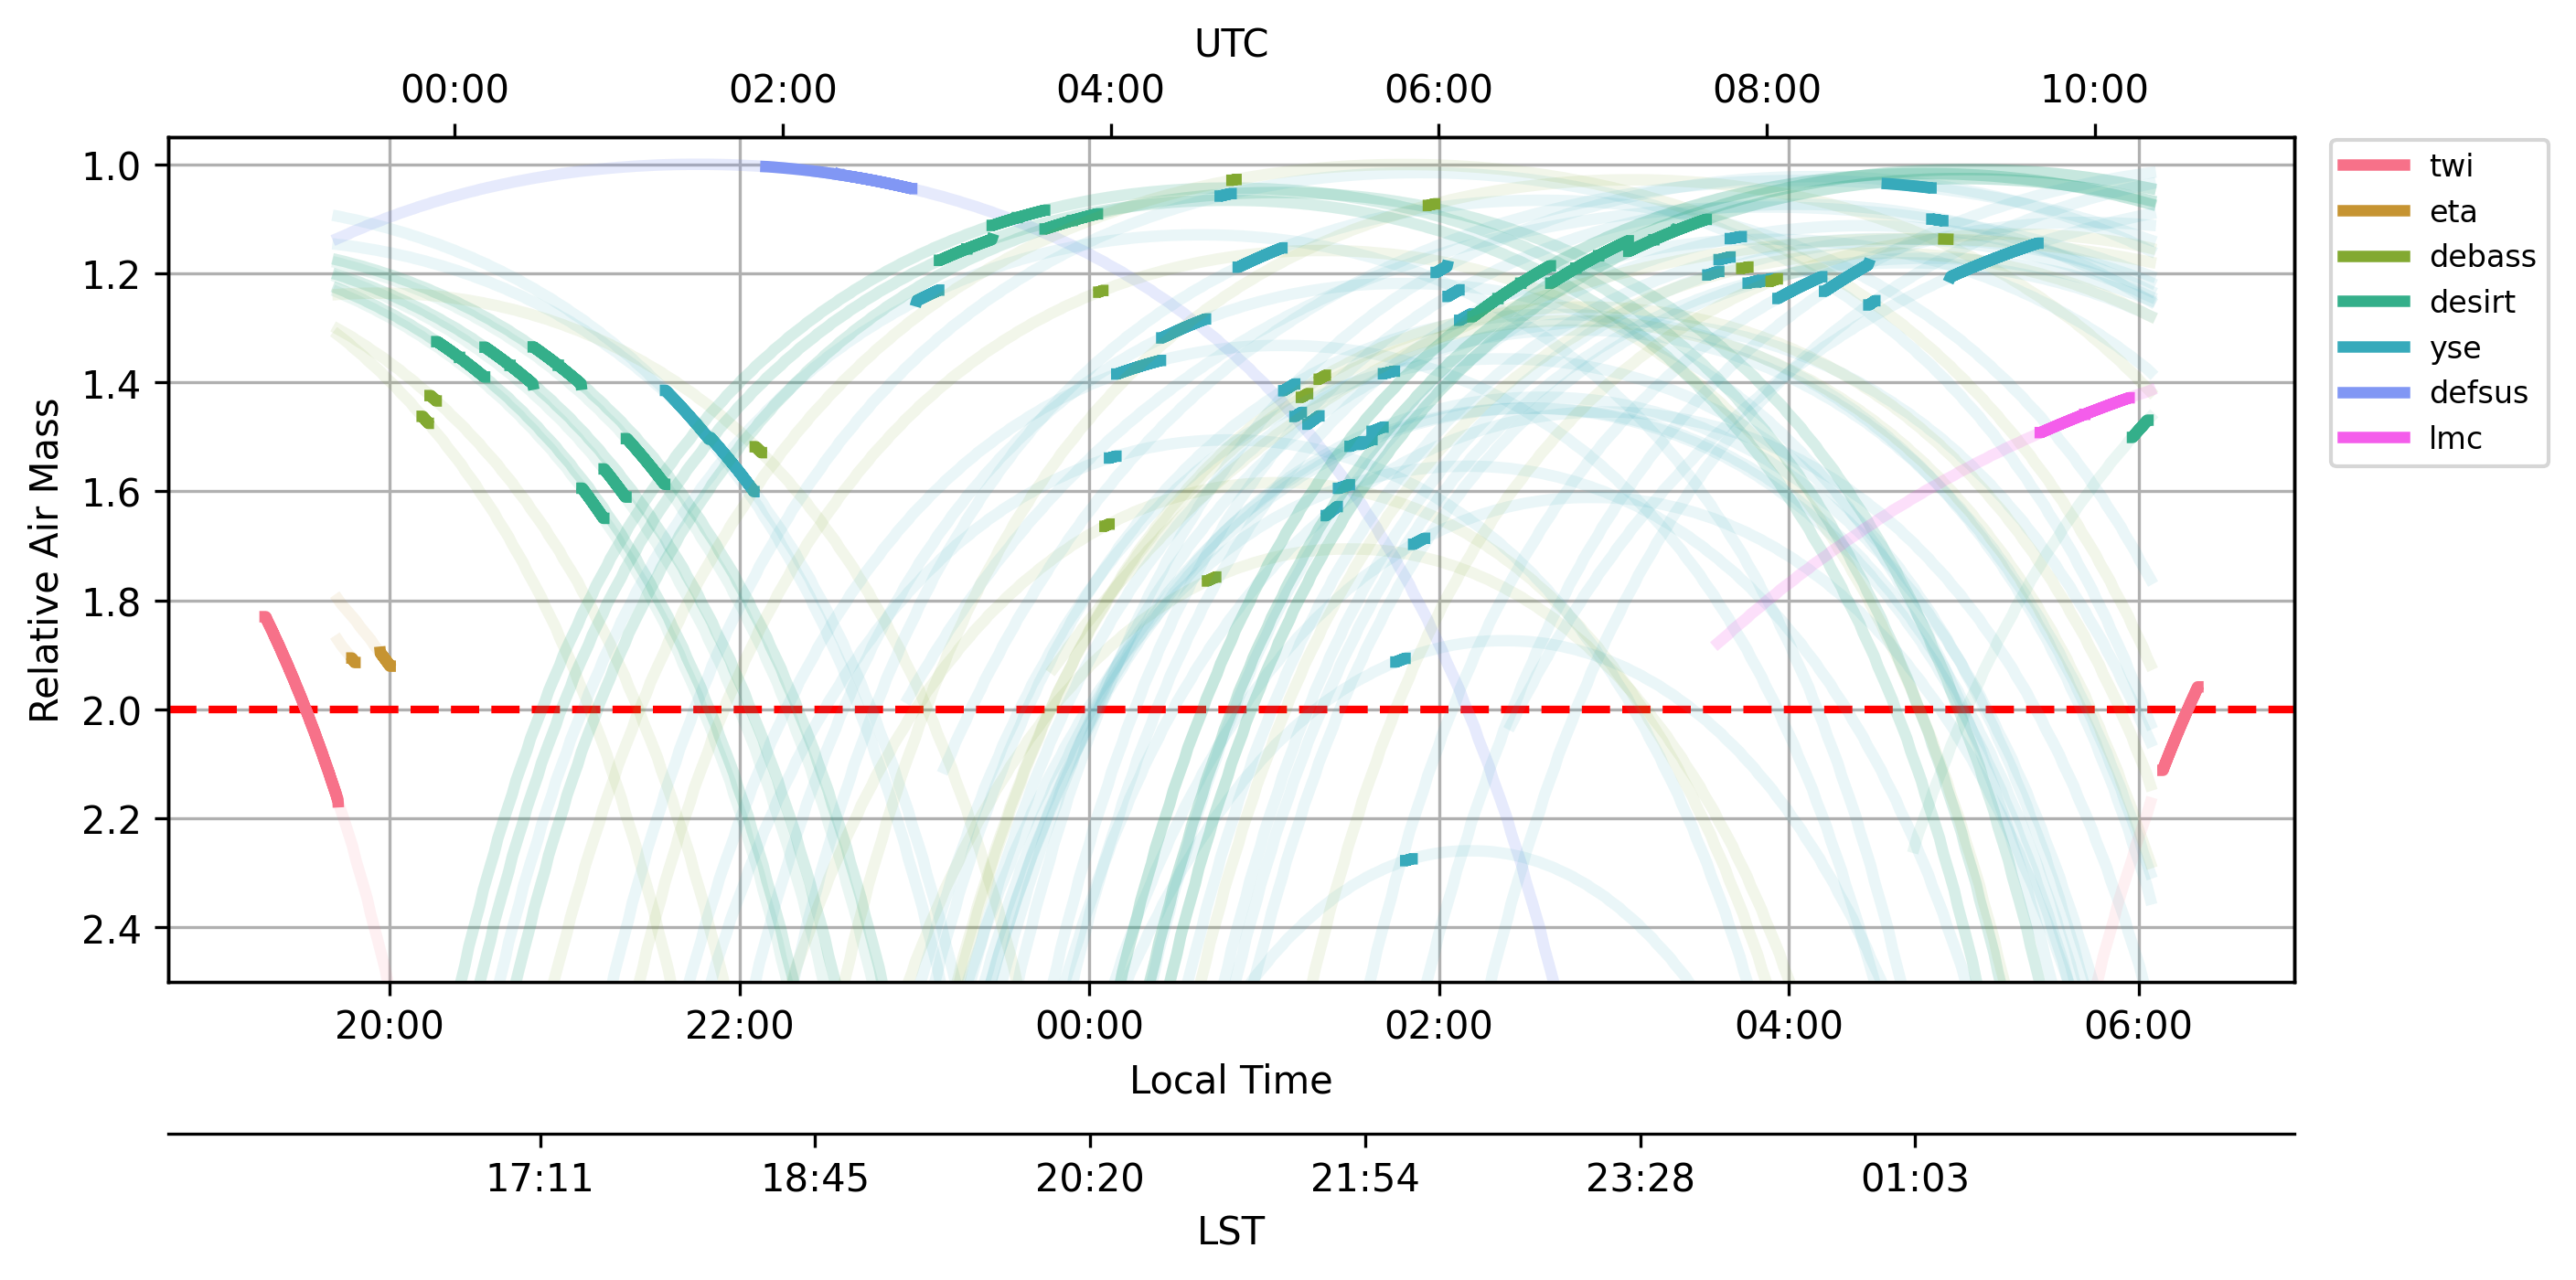 UTC
00:00 02:00 04:00 06:00 08:00 10:00
twi
eta
debass
desirt
yse
defsus
lmc
Relative Air Mass
1.0
1.2
1.4
1.6
1.8
2.0
2.2
2.4
20:00 22:00 00:00 02:00 04:00 06:00
Local Time
17:11 18:45 20:20 21:54 23:28 01:03
LST